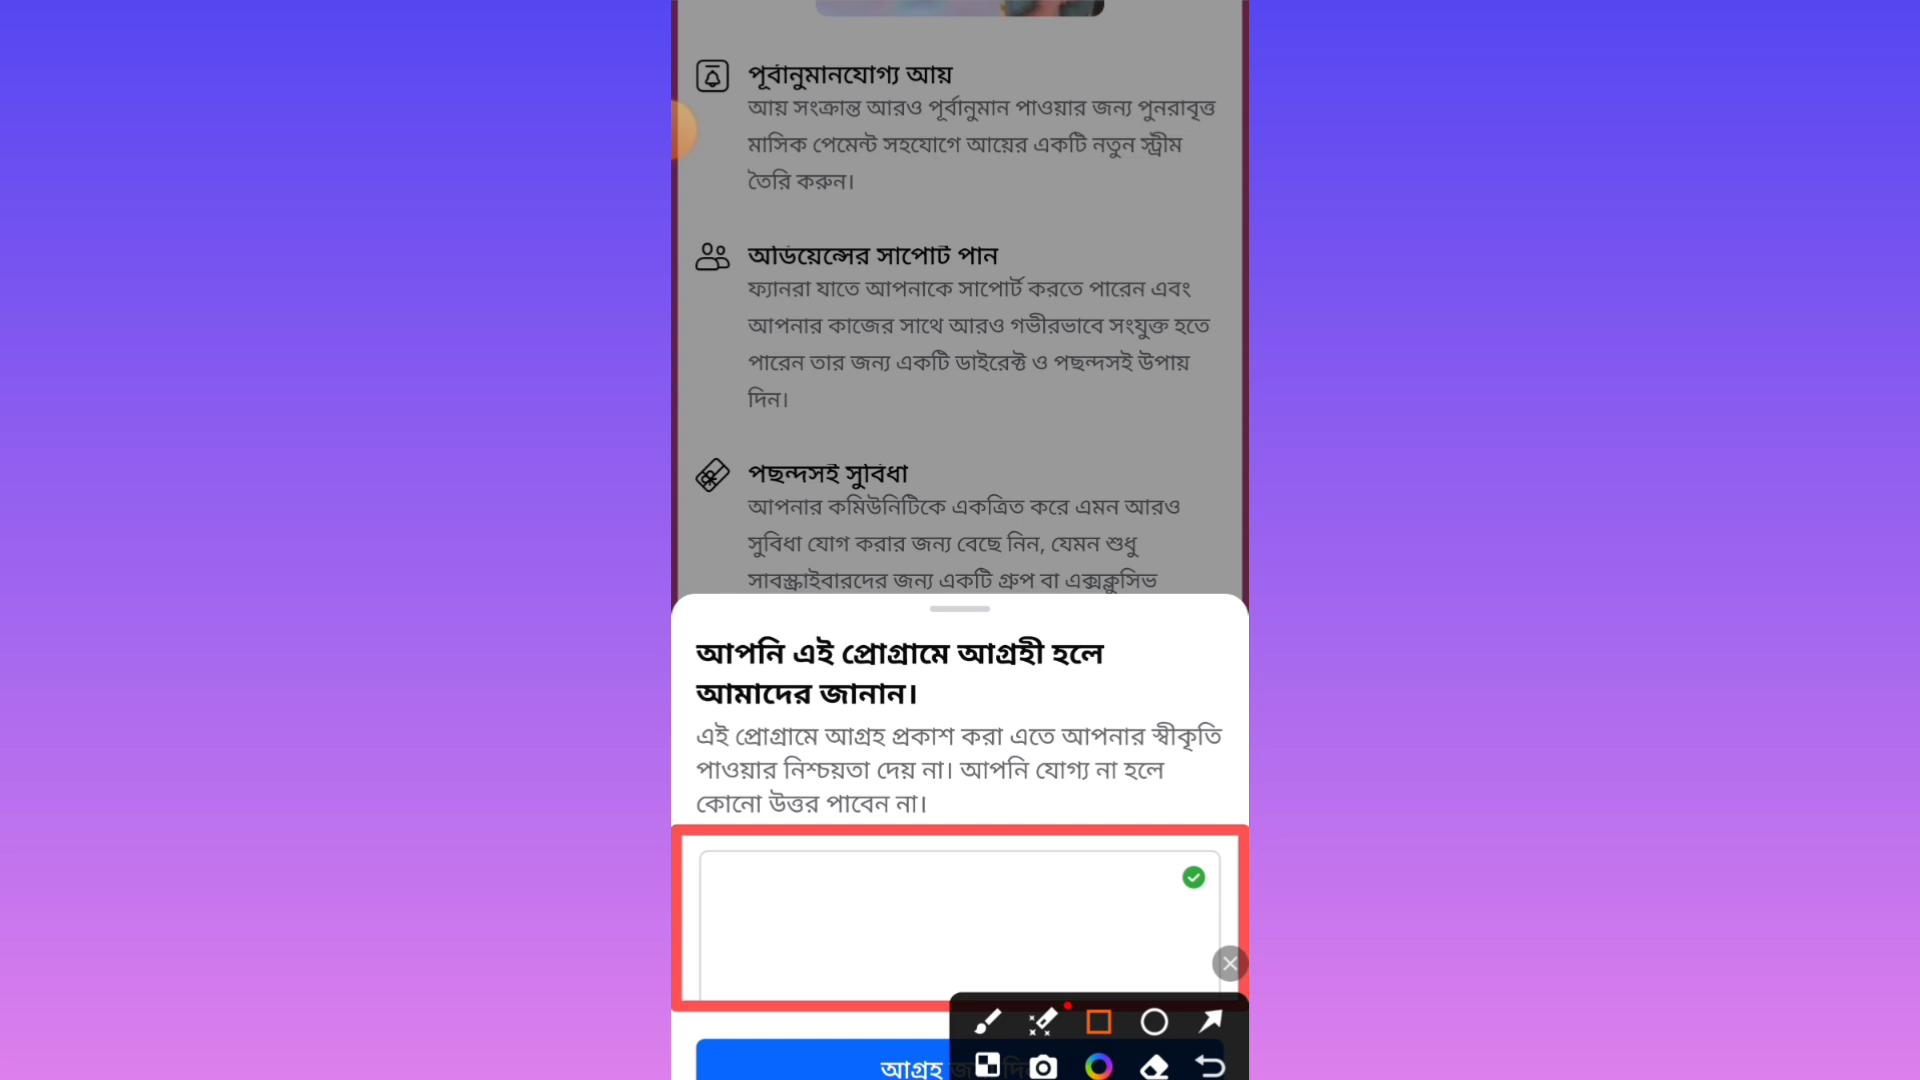 পূর্বানুমানযোগ্য আয়
আয় সংক্রান্ত আরও পূর্বানুমান পাওয়ার জন্য পুনরাবৃত্ত
মাসিক পেমেন্ট সহযোগে আয়ের একটি নতুন স্ট্রীম
তৈরি করুন।
অডিয়েন্সের সাপোর্ট পান
ফ্যানরা যাতে আপনাকে সাপোর্ট করতে পারেন এবং
আপনার কাজের সাথে আরও গভীরভাবে সংযুক্ত হতে
পারেন তার জন্য একটি ডাইরেক্ট ও পছন্দসই উপায়
দিন।
পছন্দসই সুবিধা
আপনার কমিউনিটিকে একত্রিত করে এমন আরও
সুবিধা যোগ করার জন্য বেছে নিন, যেমন শুধু
সাবস্ক্রাইবারদের জন্য একটি গ্রুপ বা এক্সক্লুসিভ
আপনি এই প্রোগ্রামে আগ্রহী হলে
আমাদের জানান।
এই প্রোগ্রামে আগ্রহ প্রকাশ করা এতে আপনার স্বীকৃতি
পাওয়ার নিশ্চয়তা দেয় না। আপনি যোগ্য না হলে
কোনো উত্তর পাবেন না।
আগ্রহ